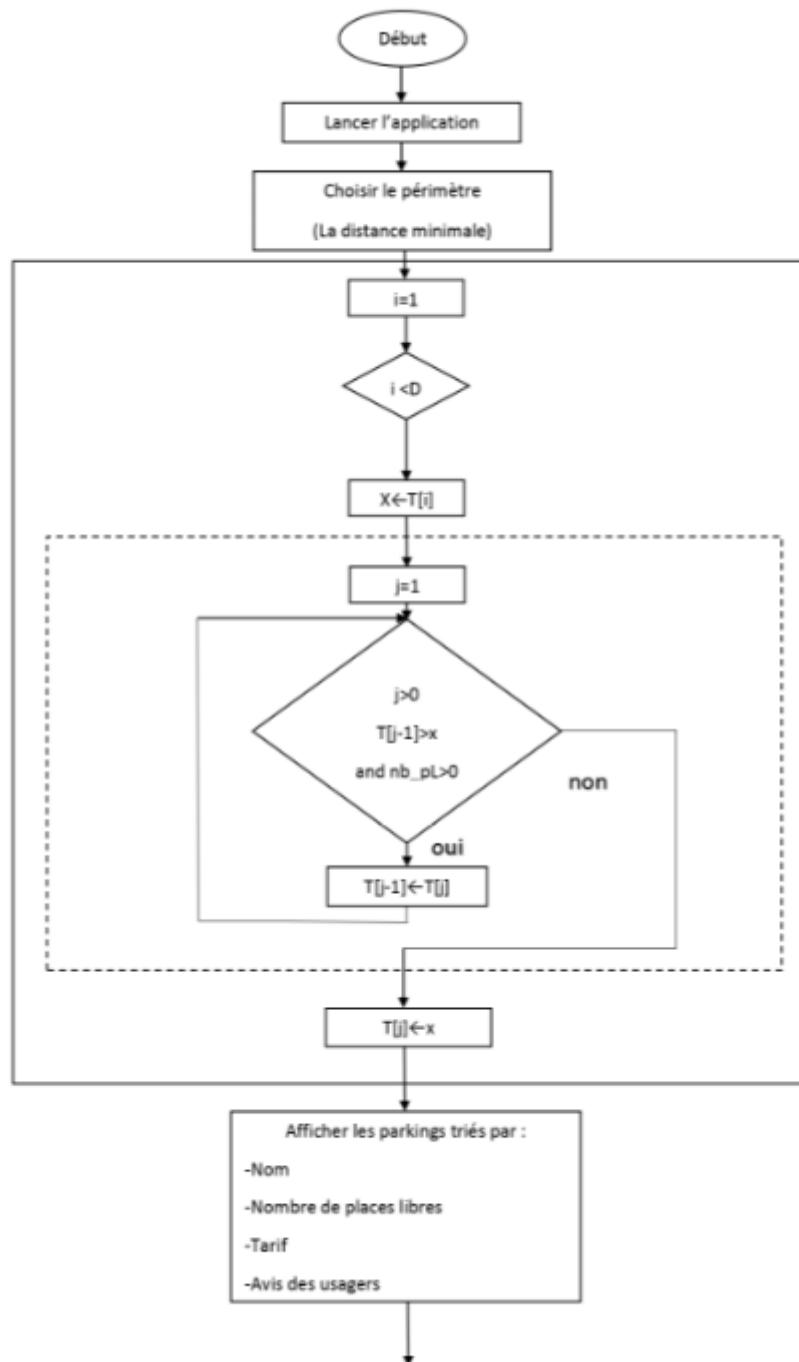 Début
Lancer l'application
Choisir le périmètre
(La distance minimale)
i=1
i <D
X←T[i]
j=1
j>0
T[j-1]>x
and nb_pL>0
non
oui
T[j-1]←T[j]
T[j]←x
Afficher les parkings triés par :
-Nom
-Nombre de places libres
-Tarif
-Avis des usagers